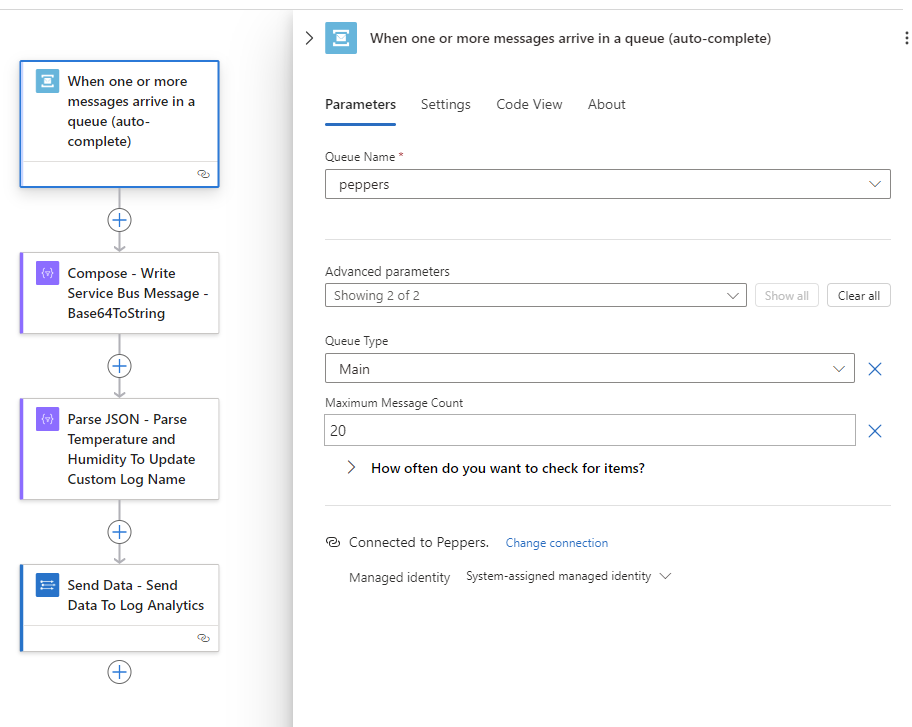 When one or more
messages arrive in a
queue (auto-
complete)
Compose - Write
Service Bus Message -
Base64ToString
Parse JSON - Parse
Temperature and
Humidity To Update
Custom Log Name
Send Data - Send
Data To Log Analytics
When one or more messages arrive in a queue (auto-complete)
Parameters Settings Code View About
Queue Name *
peppers
Advanced parameters
Showing 2 of 2 Show all Clear all
Queue Type
Main
Maximum Message Count
20
How often do you want to check for items?
Connected to Peppers. Change connection
Managed identity System-assigned managed identity